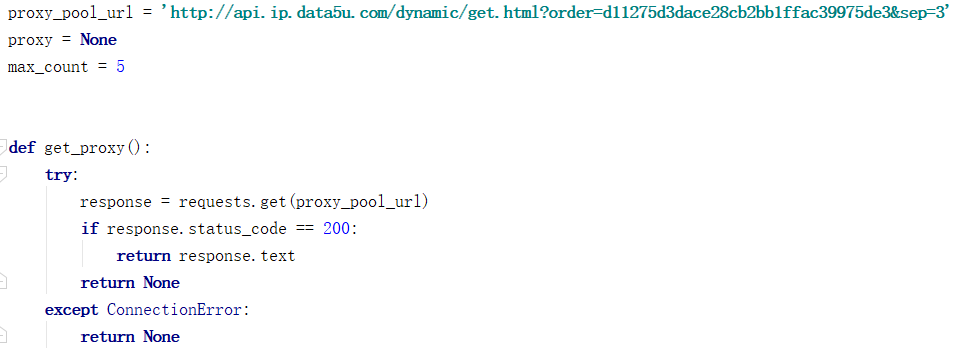 proxy_pool_url = 'http://api.ip.data5u.com/dynamic/get.html?order=d11275d3dace28cb2bb1ffac39975de3&sep=3'
proxy = None
max_count = 5
def get_proxy():
    try:
        response = requests.get(proxy_pool_url)
        if response.status_code == 200:
            return response.text
        return None
    except ConnectionError:
        return None